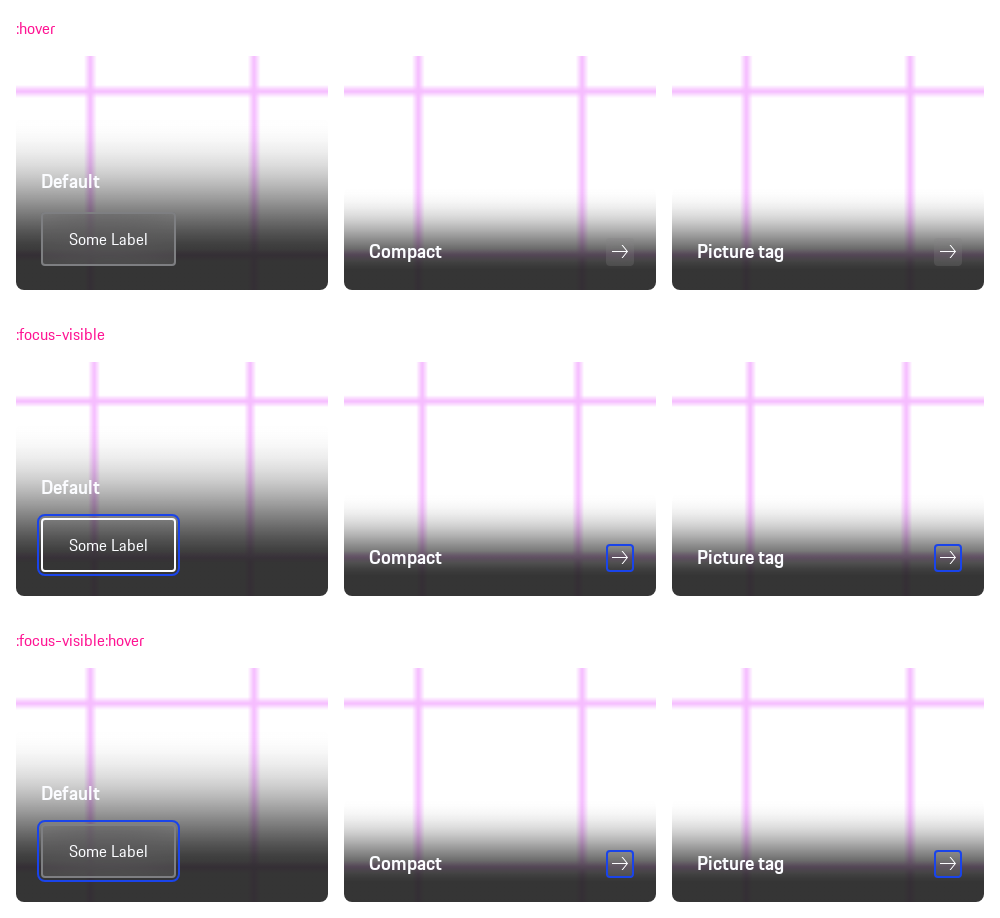 :hover
Default
Some Label
Compact
Picture tag
:focus-visible
Default
Some Label
Compact
Picture tag
:focus-visible:hover
Default
Some Label
Compact
Picture tag